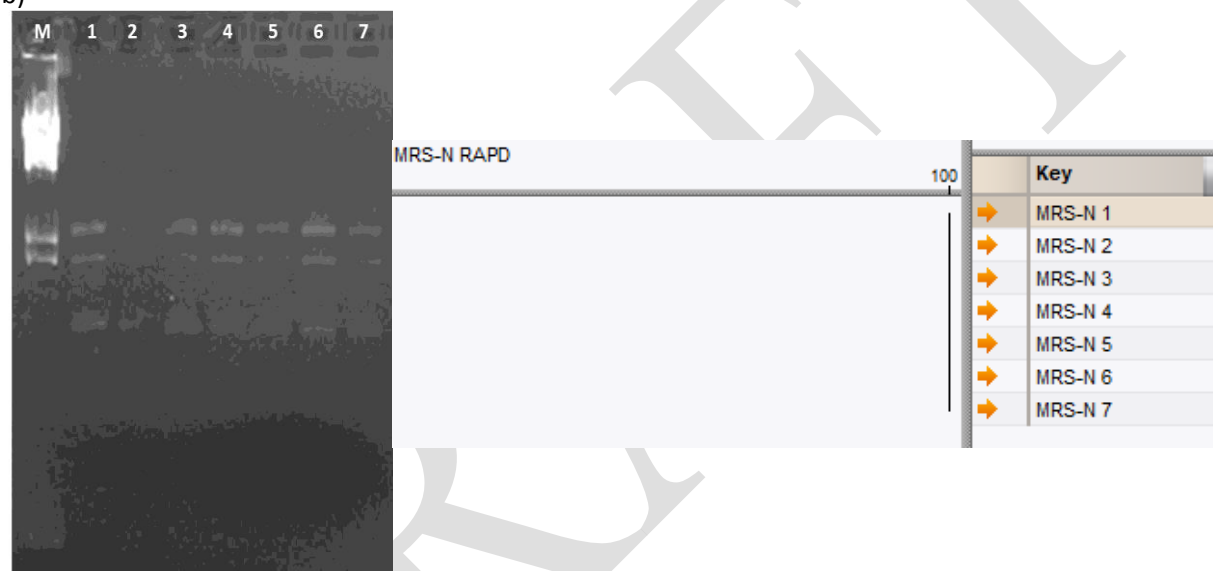 b)
M 1 2 3 4 5 6 7
MRS-N RAPD
100
Key
MRS-N 1
MRS-N 2
MRS-N 3
MRS-N 4
MRS-N 5
MRS-N 6
MRS-N 7